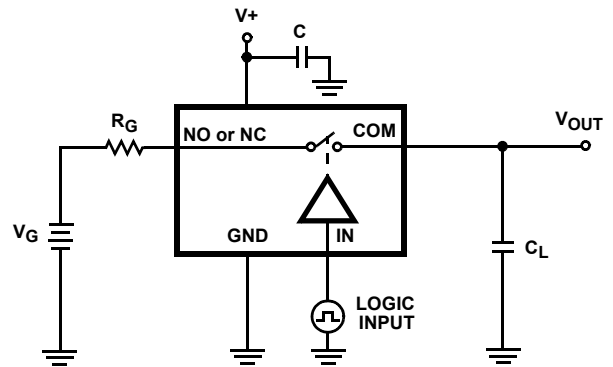 V+
C
RG
NO or NC
COM
VOUT
VG
GND
IN
CL
LOGIC
INPUT